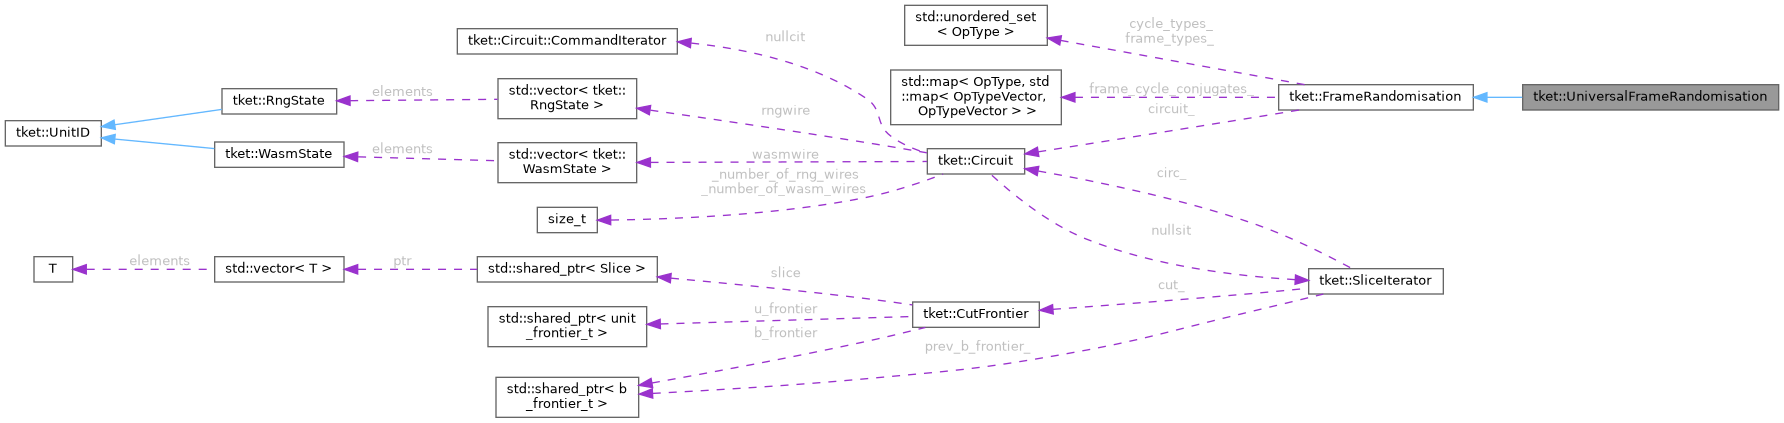 std::unordered_set
< OpType >
cycle_types_
frame_types_
tket::Circuit::CommandIterator
nullcit
std::map< OpType, std
::map< OpTypeVector,
OpTypeVector > >
frame_cycle_conjugates_
circuit_
tket::FrameRandomisation
tket::UniversalFrameRandomisation
tket::RngState
elements
std::vector< tket::
RngState >
rngwire
tket::UnitID
tket::WasmState
elements
std::vector< tket::
WasmState >
wasmwire
tket::Circuit
_number_of_rng_wires
_number_of_wasm_wires
circ_
size_t
nullsit
T
elements
std::vector< T >
ptr
std::shared_ptr< Slice >
slice
tket::SliceIterator
cut_
std::shared_ptr< unit
_frontier_t >
u_frontier
b_frontier
tket::CutFrontier
prev_b_frontier_
std::shared_ptr< b
_frontier_t >